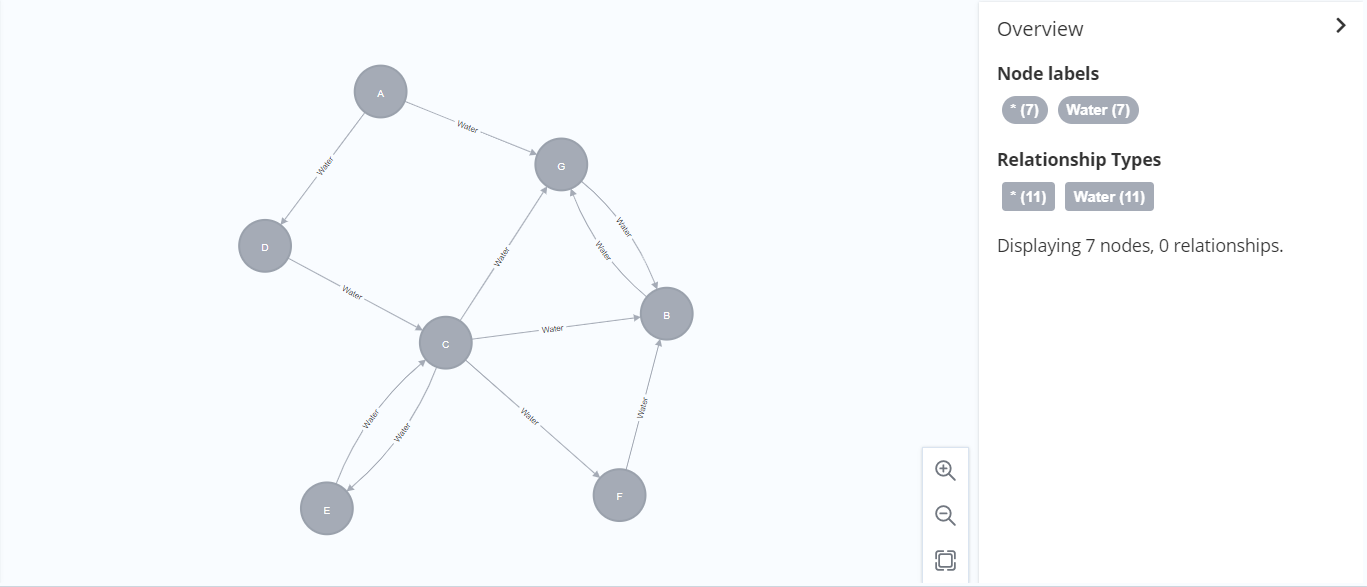 A
Water
Water
G
Water
Water
D
Water
Water
B
Water
C
Water
Water
Water
Water
F
E
Overview
Node labels
* (7) Water (7)
Relationship Types
* (11) Water (11)
Displaying 7 nodes, 0 relationships.